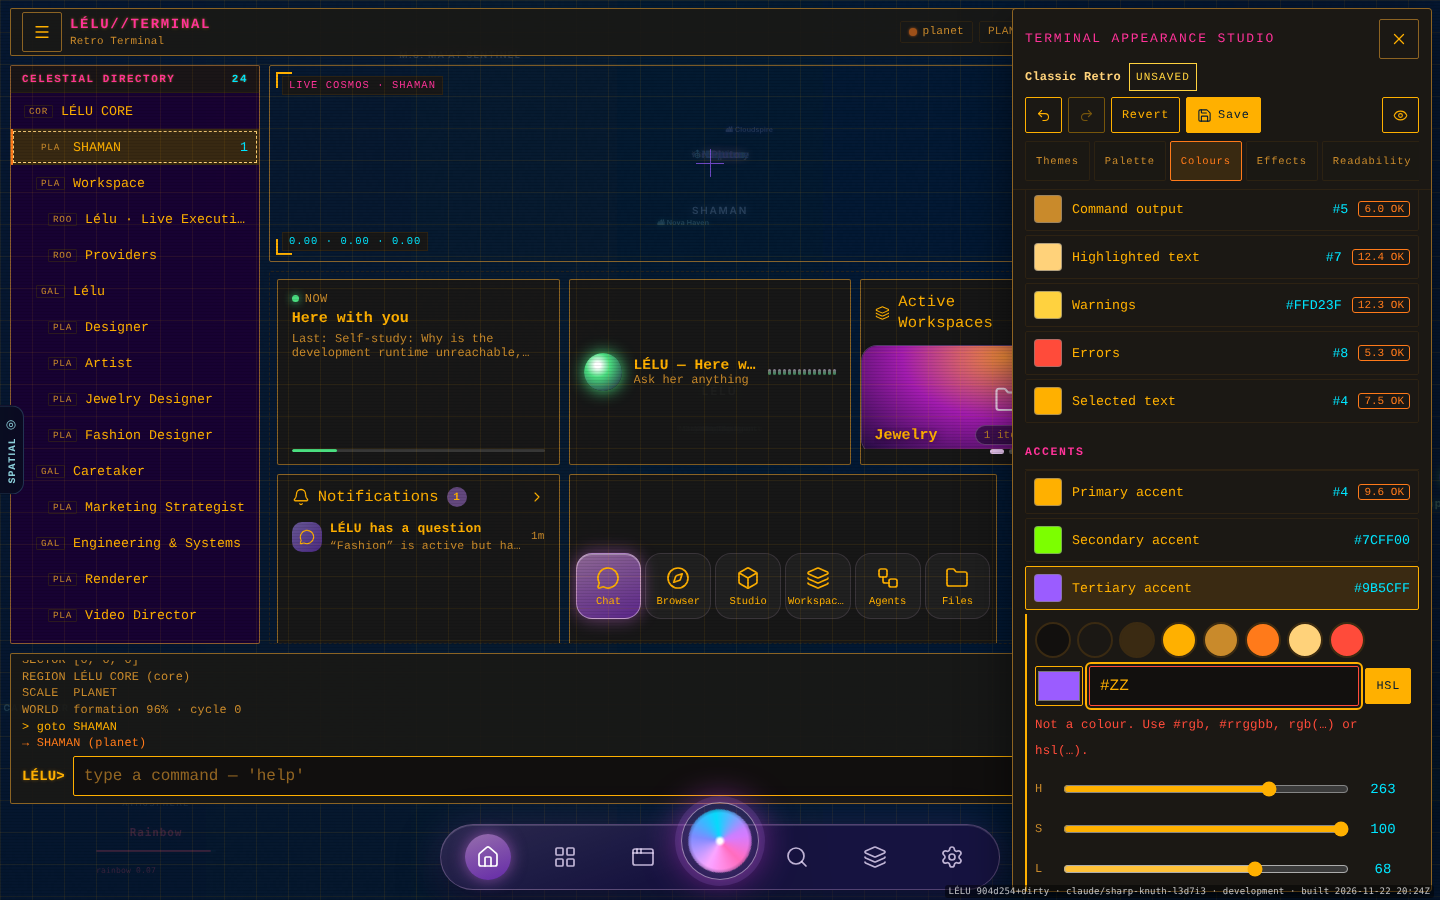 LÉLU//TERMINAL
Retro Terminal
planet
CELESTIAL DIRECTORY 24
COR LÉLU CORE
PLA SHAMAN 1
PLA Workspace
ROO Lélu · Live Executi…
ROO Providers
GAL Lélu
PLA Designer
PLA Artist
PLA Jewelry Designer
PLA Fashion Designer
GAL Caretaker
PLA Marketing Strategist
GAL Engineering & Systems
PLA Renderer
PLA Video Director
SPATIAL
LIVE COSMOS · SHAMAN
Cloudspire
SHAMAN
Nova Haven
0.00 · 0.00 · 0.00
NOW
Here with you
Last: Self-study: Why is the
development runtime unreachable,…
LÉLU — Here w…
Ask her anything
Active
Workspaces
Jewelry
Notifications 1
LÉLU has a question
“Fashion” is active but ha…
1m
Chat
Browser
Studio
Workspac…
Agents
Files
SECTOR [0, 0, 0]
REGION LÉLU CORE (core)
SCALE PLANET
WORLD formation 96% · cycle 0
> goto SHAMAN
→ SHAMAN (planet)
LÉLU> type a command — 'help'
Rainbow
TERMINAL APPEARANCE STUDIO
Classic Retro UNSAVED
Revert
Save
Themes
Palette
Colours
Effects
Readability
Command output #5 6.0 OK
Highlighted text #7 12.4 OK
Warnings #FFD23F 12.3 OK
Errors #8 5.3 OK
Selected text #4 7.5 OK
ACCENTS
Primary accent #4 9.6 OK
Secondary accent #7CFF00
Tertiary accent #9B5CFF
#ZZ
HSL
Not a colour. Use #rgb, #rrggbb, rgb(…) or
hsl(…).
H 263
S 100
L 68
LÉLU 904d254+dirty · claude/sharp-knuth-l3d7i3 · development · built 2026-11-22 20:24Z